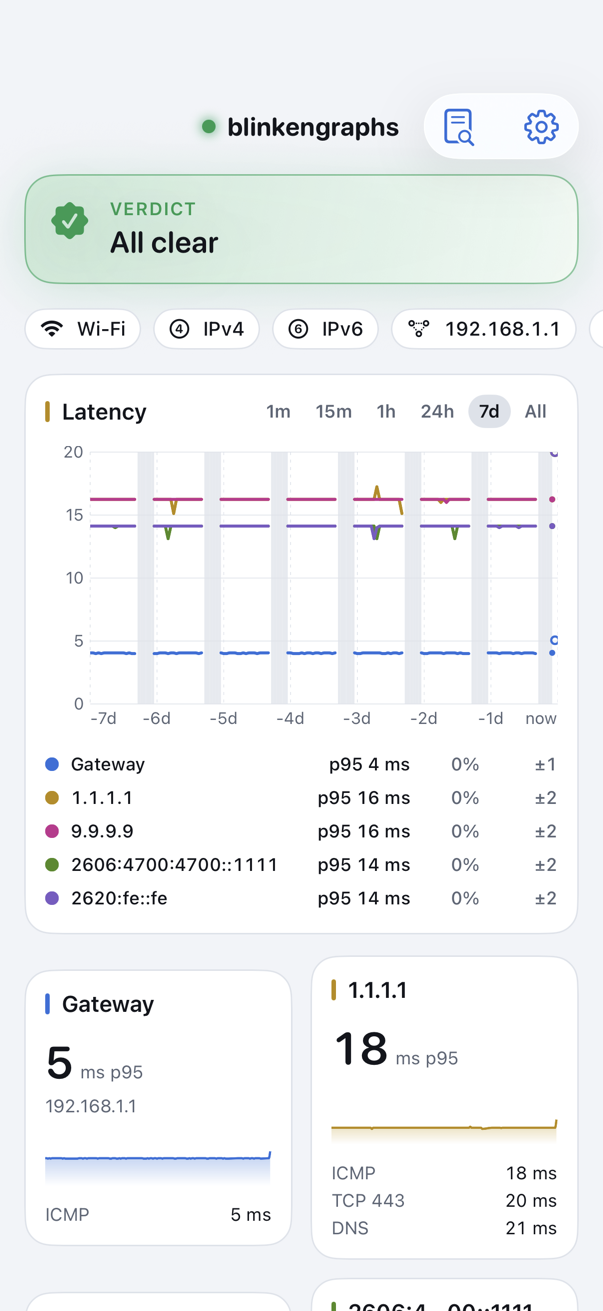 blinkengraphs
VERDICT
All clear
Wi-Fi
4 IPv4
6 IPv6
192.168.1.1
Latency
1m 15m 1h 24h 7d All
20
15
10
5
0
-7d -6d -5d -4d -3d -2d -1d now
Gateway p95 4 ms 0% ±1
1.1.1.1 p95 16 ms 0% ±2
9.9.9.9 p95 16 ms 0% ±2
2606:4700:4700::1111 p95 14 ms 0% ±2
2620:fe::fe p95 14 ms 0% ±2
Gateway
5 ms p95
192.168.1.1
ICMP 5 ms
1.1.1.1
18 ms p95
ICMP 18 ms
TCP 443 20 ms
DNS 21 ms